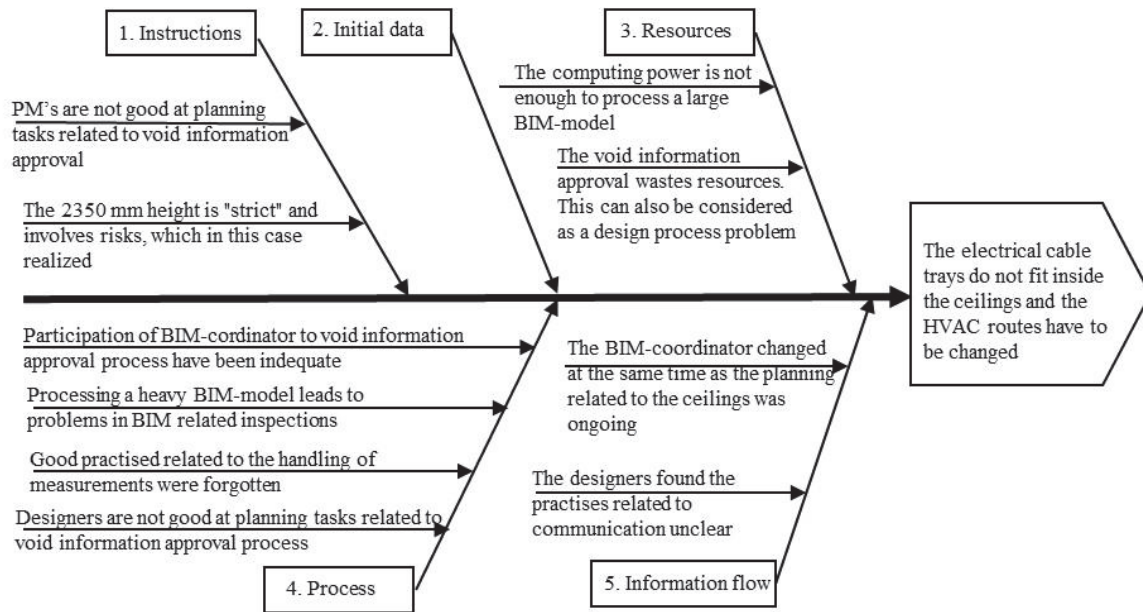 1. Instructions
2. Initial data
3. Resources
PM's are not good at planning
tasks related to void information
approval
The 2350 mm height is "strict" and
involves risks, which in this case
realized
The computing power is not
enough to process a large
BIM-model
The void information
approval wastes resources.
This can also be considered
as a design process problem
The electrical cable
trays do not fit inside
the ceilings and the
HVAC routes have to
be changed
Participation of BIM-cordinator to void information
approval process have been indequate
Processing a heavy BIM-model leads to
problems in BIM related inspections
Good practised related to the handling of
measurements were forgotten
Designers are not good at planning tasks related to
void information approval process
4. Process
The BIM-coordinator changed
at the same time as the planning
related to the ceilings was
ongoing
The designers found the
practises related to
communication unclear
5. Information flow